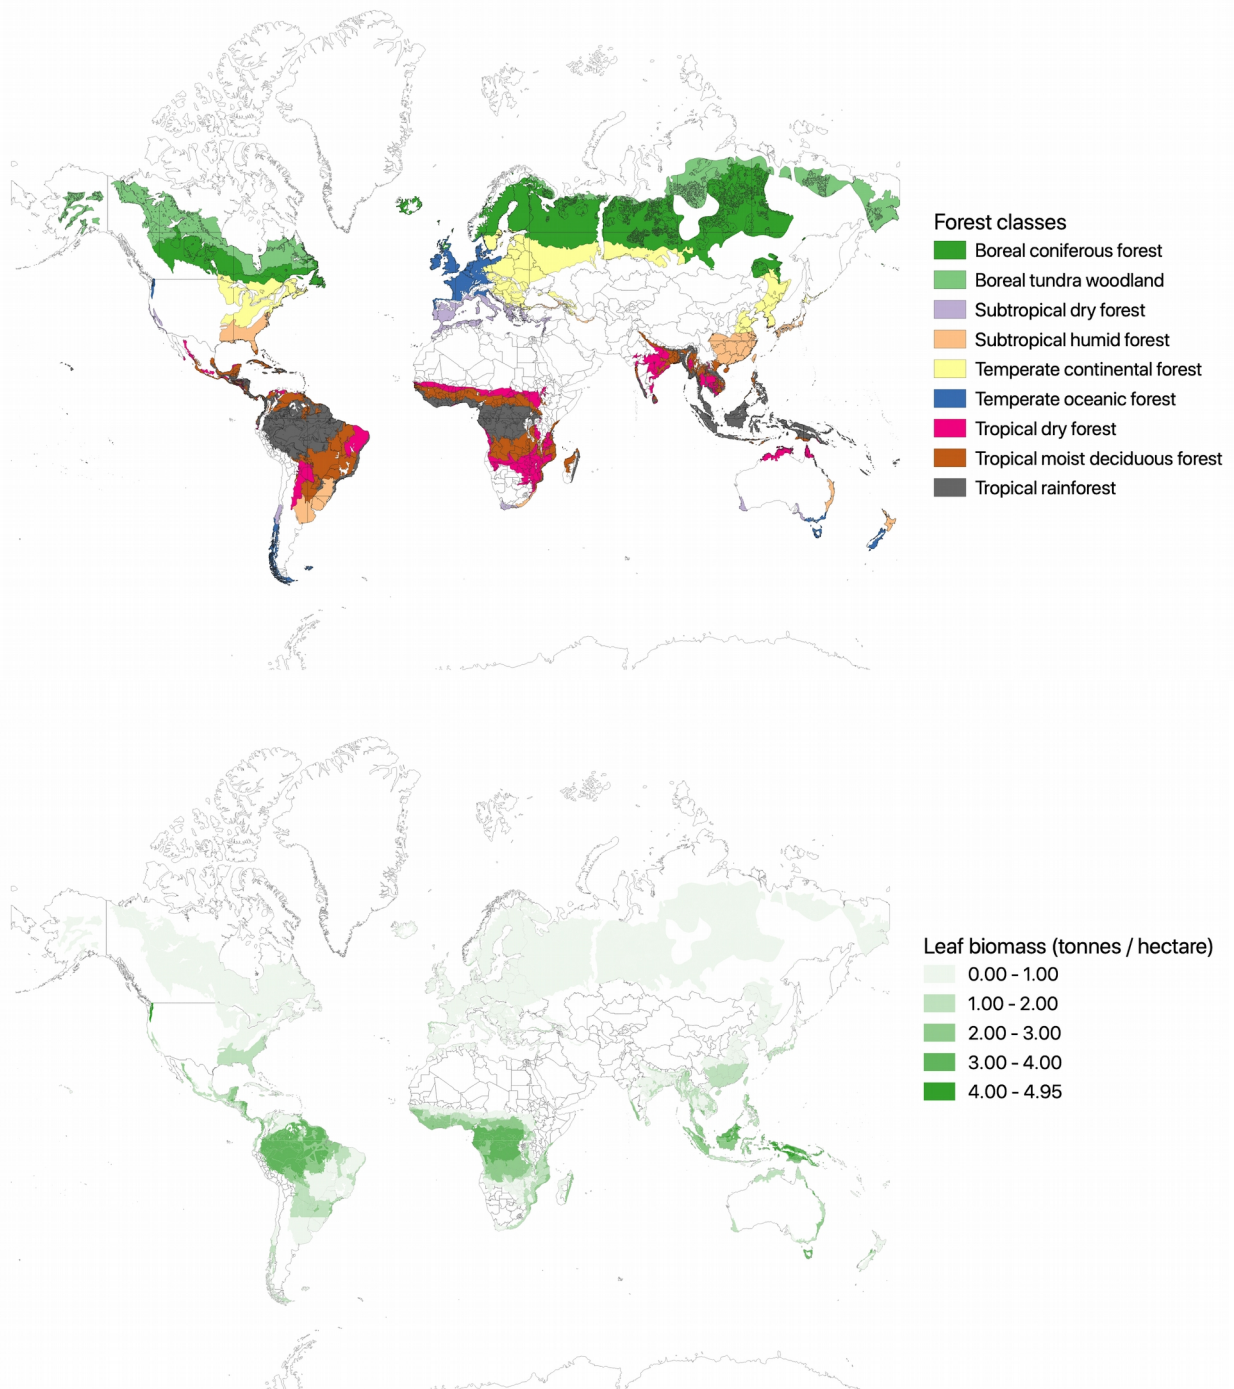 Forest classes
Boreal coniferous forest
Boreal tundra woodland
Subtropical dry forest
Subtropical humid forest
Temperate continental forest
Temperate oceanic forest
Tropical dry forest
Tropical moist deciduous forest
Tropical rainforest
Leaf biomass (tonnes / hectare)
0.00 - 1.00
1.00 - 2.00
2.00 - 3.00
3.00 - 4.00
4.00 - 4.95